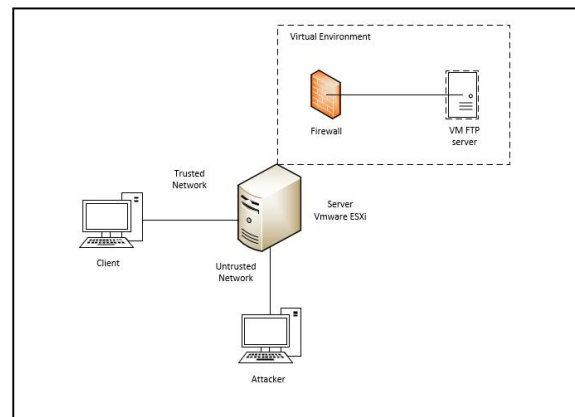 Virtual Environment
Firewall
VM FTP
server
Trusted
Network
Server
Vmware ESXi
Client
Untrusted
Network
Attacker